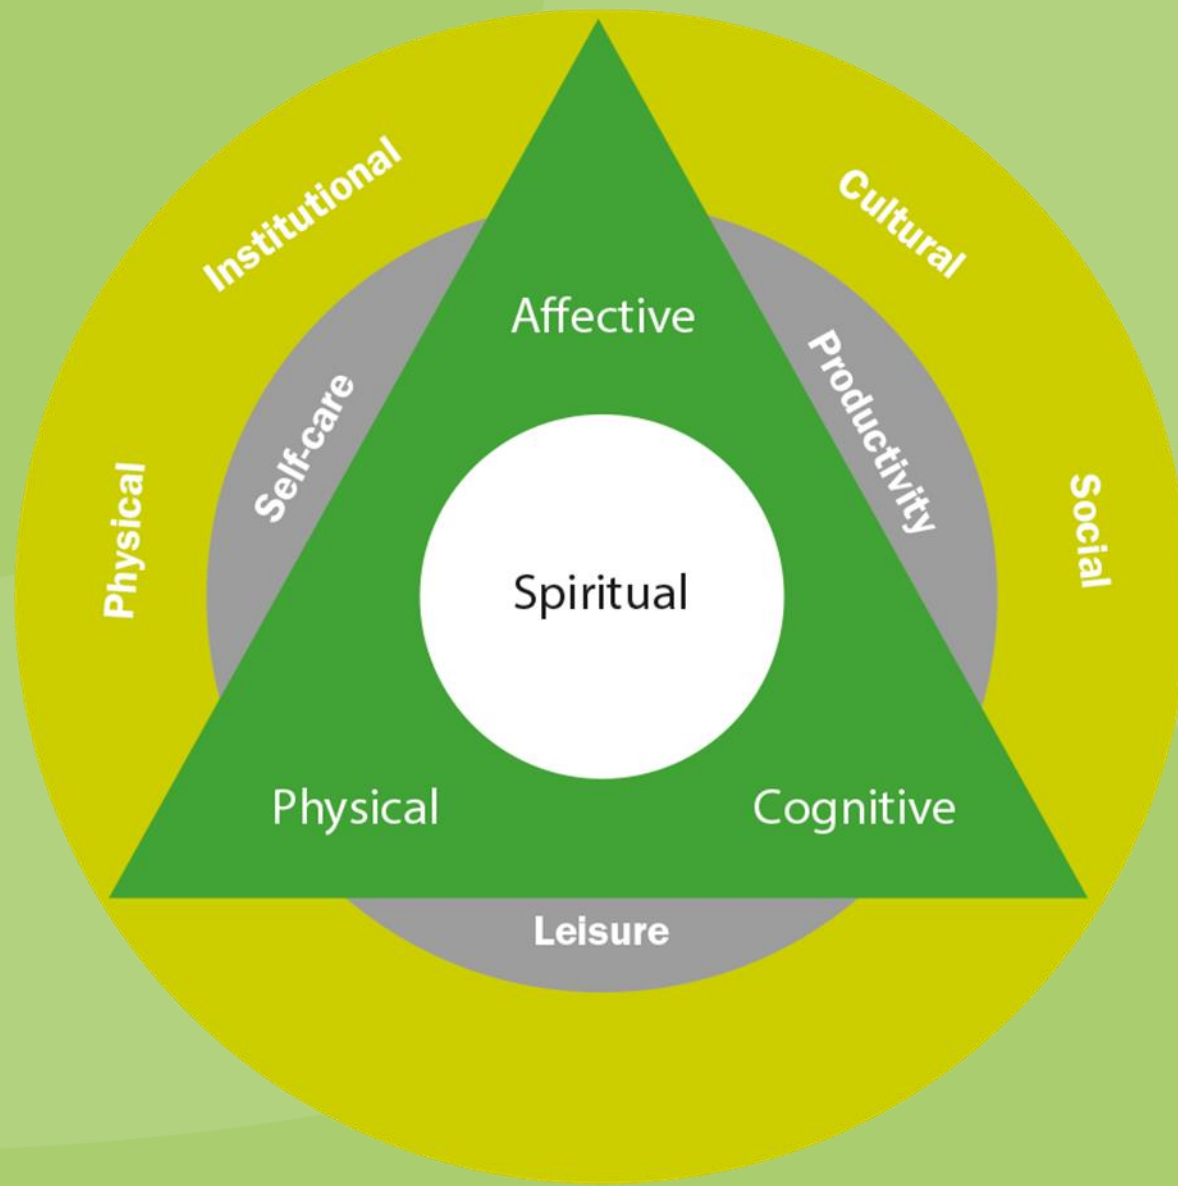 Institutional
Cultural
Affective
Productivity
Self-care
Physical
Social
Spiritual
Physical
Cognitive
Leisure